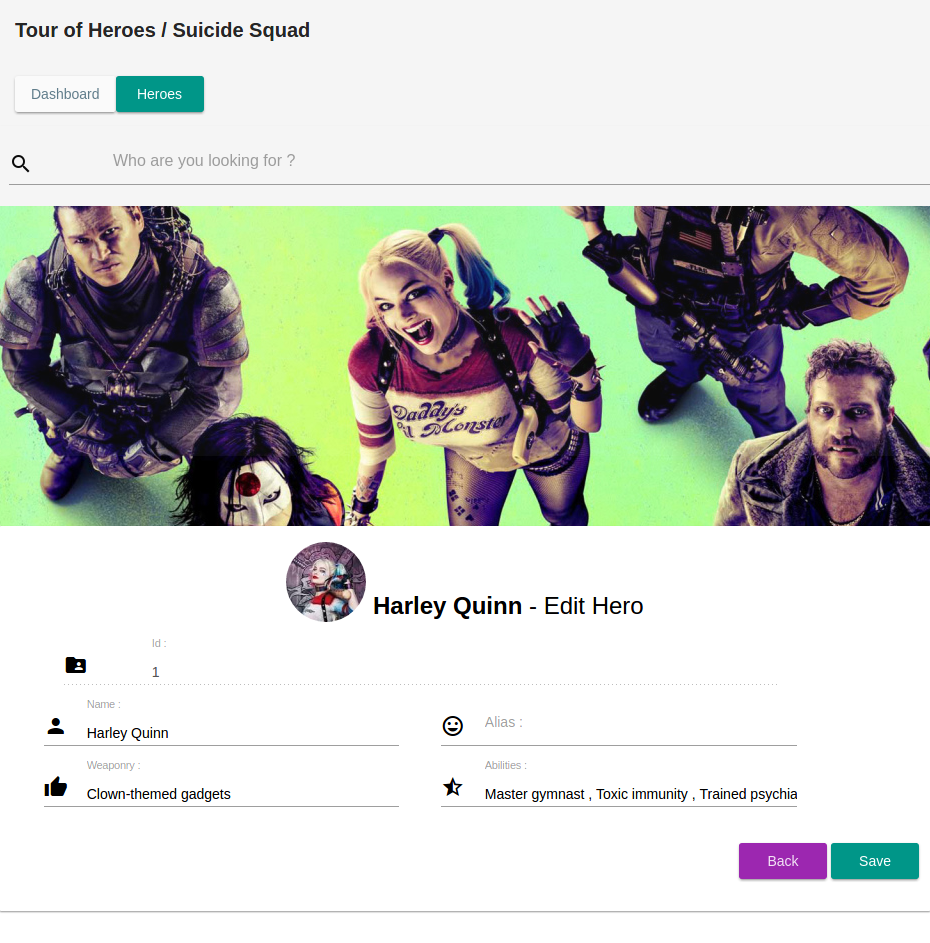 Tour of Heroes / Suicide Squad
Dashboard Heroes
Who are you looking for ?
FLAG
Daddy's
Lil Monster
Harley Quinn - Edit Hero
Id :
1
Name :
Harley Quinn
Alias :
Weaponry :
Clown-themed gadgets
Abilities :
Master gymnast , Toxic immunity , Trained psychia
Back Save